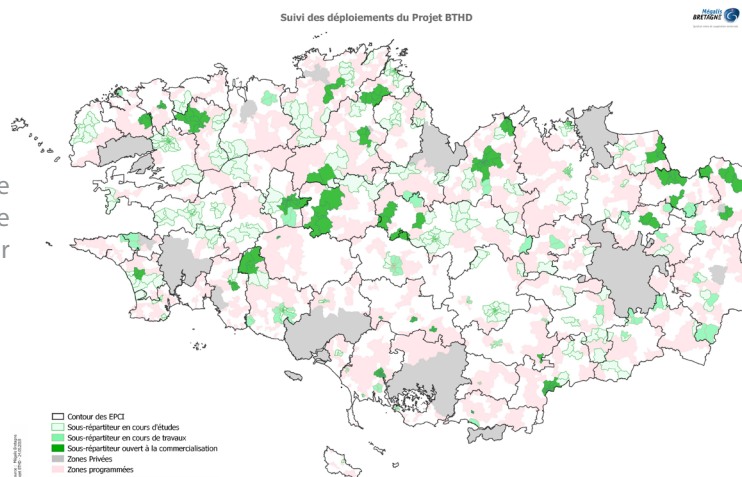 Suivi des déploiements du Projet BTHD
Mégalis
BRETAGNE
e
e
r
Contour des EPCI
Sous-répartiteur en cours d'études
Sous-répartiteur en cours de travaux
Sous-répartiteur ouvert à la commercialisation
Zones Privées
Zones programmées